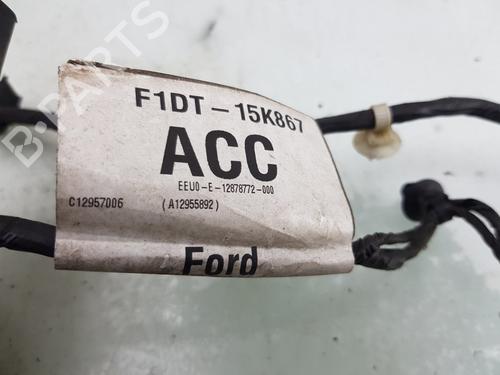 F1DT-15K867
ACC
EEU0-E-12878772-000
C12957006 (A12955892)
Ford
B-PARTS